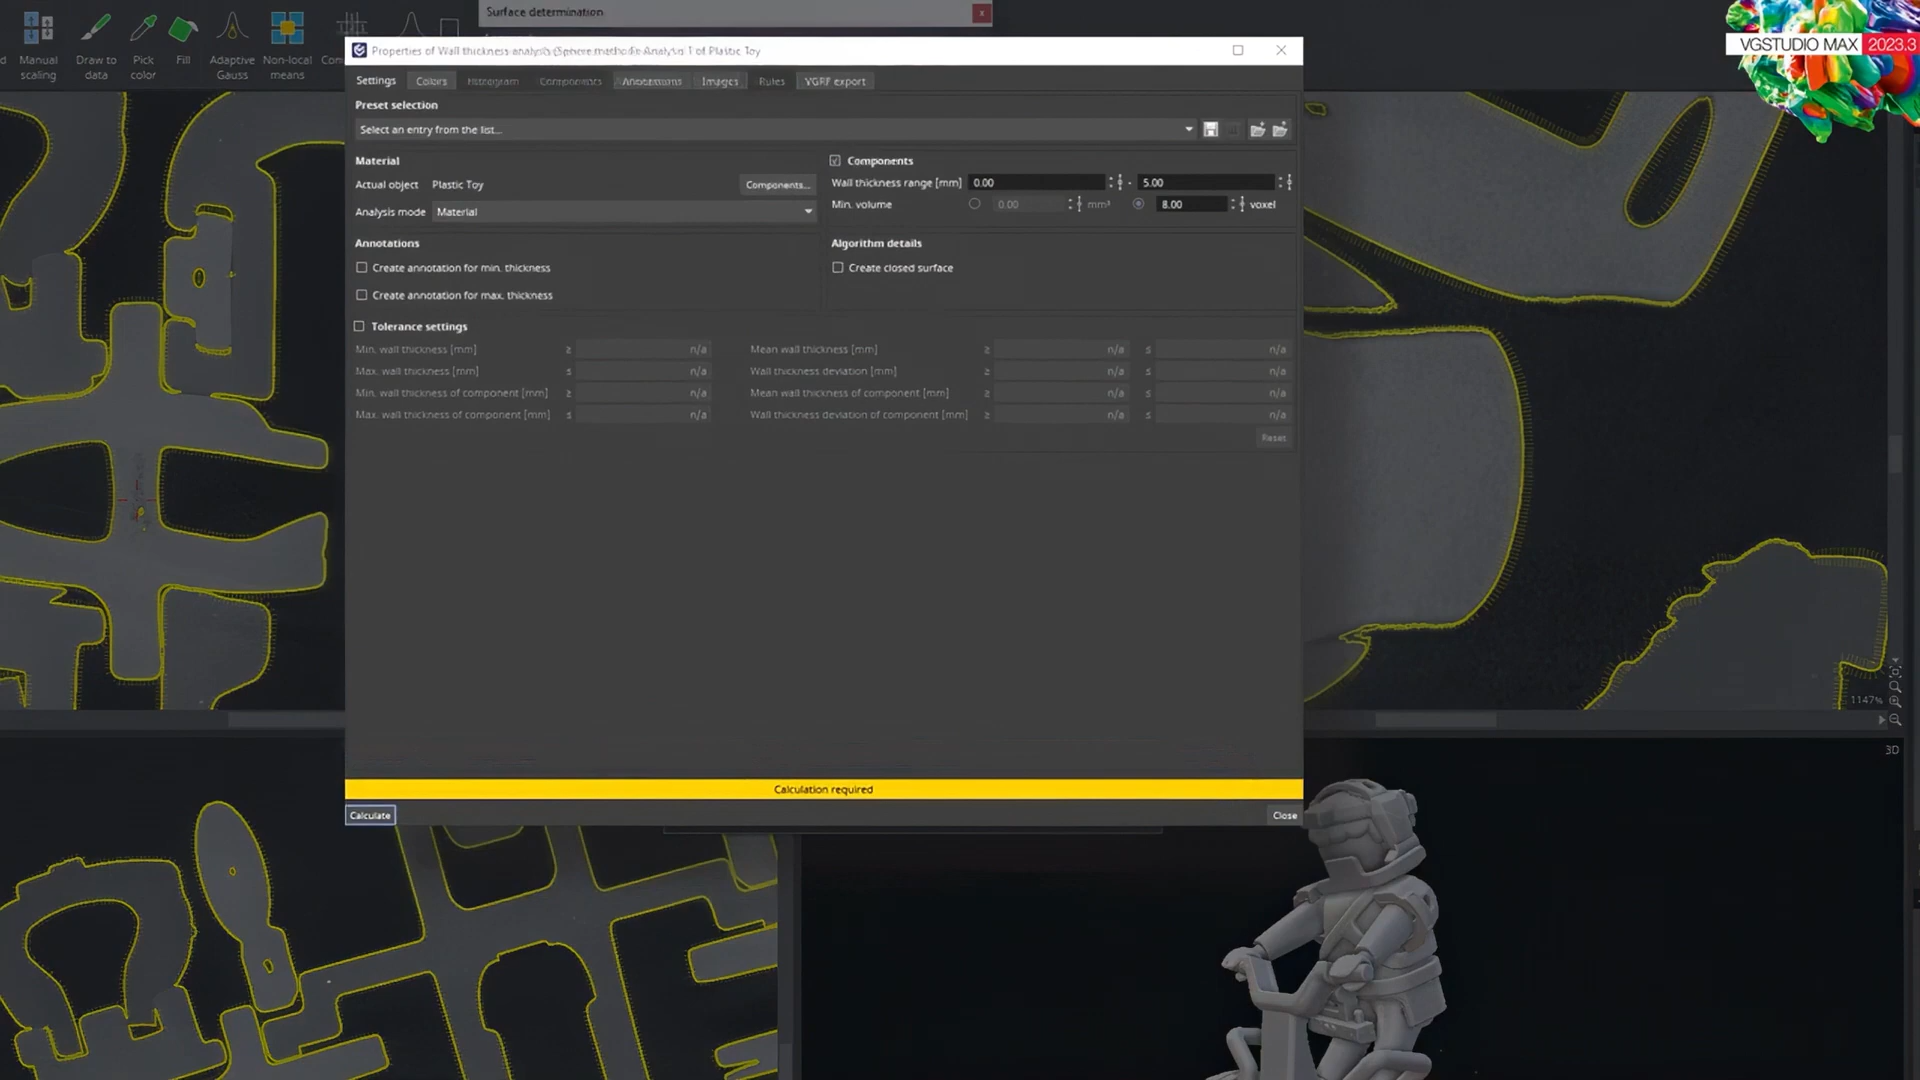 Surface determination
x
VGSTUDIO MAX 2023.3
Manual scaling
Draw to data
Pick color
Fill
Adaptive Gauss
Non-local means
Properties of Wall thickness analysis (Sphere method) of Plastic Toy
Settings Colors Histogram Components Annotations Images Rules VGRF export
Preset selection
Select an entry from the list...
Material
Components
Actual object Plastic Toy Components...
Wall thickness range [mm] 0.00 - 5.00
Analysis mode Material
Min. volume 0.00 mm³ 8.00 voxel
Annotations
Algorithm details
Create annotation for min. thickness
Create closed surface
Create annotation for max. thickness
Tolerance settings
Min. wall thickness [mm] ≥ n/a Mean wall thickness [mm] ≥ n/a ≤ n/a
Max. wall thickness [mm] ≤ n/a Wall thickness deviation [mm] ≥ n/a ≤ n/a
Min. wall thickness of component [mm] ≥ n/a Mean wall thickness of component [mm] ≥ n/a ≤ n/a
Max. wall thickness of component [mm] ≤ n/a Wall thickness deviation of component [mm] ≥ n/a ≤ n/a
Reset
1147%
3D
Calculation required
Calculate Close